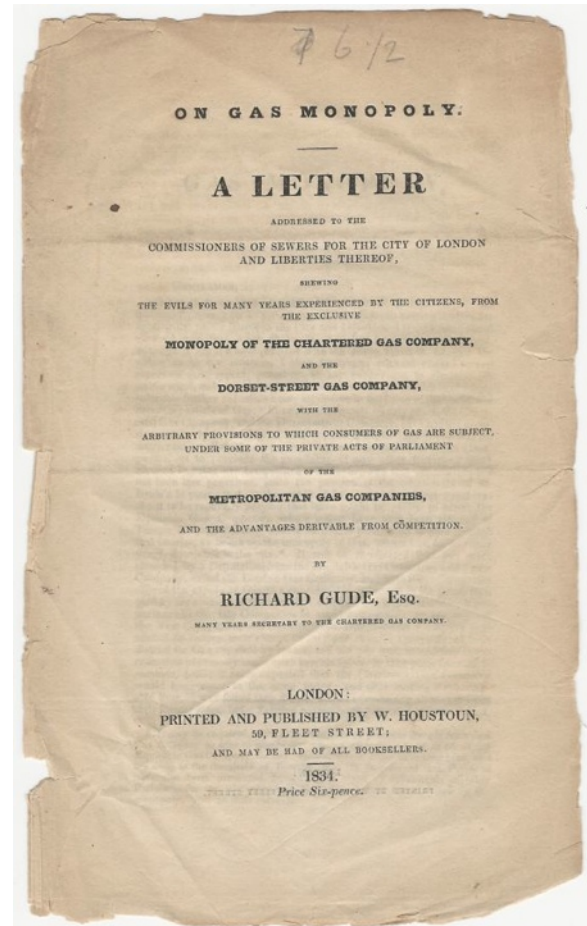 6 1/2
ON GAS MONOPOLY.
A LETTER
ADDRESSED TO THE
COMMISSIONERS OF SEWERS FOR THE CITY OF LONDON
AND LIBERTIES THEREOF,
SHEWING
THE EVILS FOR MANY YEARS EXPERIENCED BY THE CITIZENS, FROM
THE EXCLUSIVE
MONOPOLY OF THE CHARTERED GAS COMPANY,
AND THE
DORSET-STREET GAS COMPANY,
WITH THE
ARBITRARY PROVISIONS TO WHICH CONSUMERS OF GAS ARE SUBJECT,
UNDER SOME OF THE PRIVATE ACTS OF PARLIAMENT
OF THE
METROPOLITAN GAS COMPANIES,
AND THE ADVANTAGES DERIVABLE FROM COMPETITION.
BY
RICHARD GUDE, Esq.
MANY YEARS SECRETARY TO THE CHARTERED GAS COMPANY.
LONDON:
PRINTED AND PUBLISHED BY W. HOUSTOUN,
59, FLEET STREET;
AND MAY BE HAD OF ALL BOOKSELLERS.
1834.
Price Six-pence.